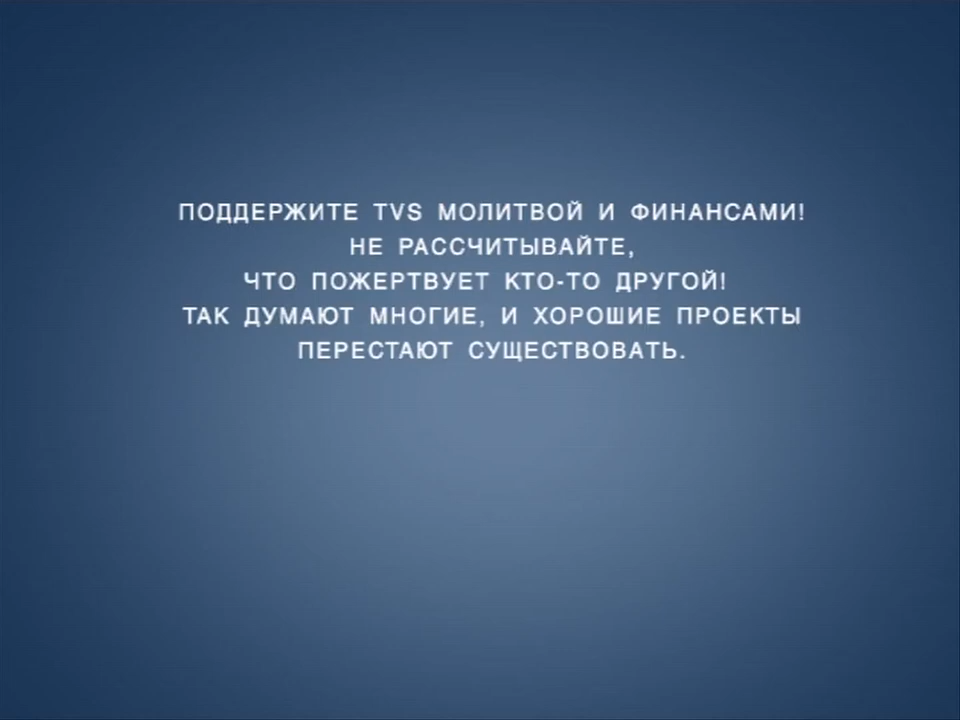 ПОДДЕРЖИТЕ TVS МОЛИТВОЙ И ФИНАНСАМИ!
НЕ РАССЧИТЫВАЙТЕ,
ЧТО ПОЖЕРТВУЕТ КТО-ТО ДРУГОЙ!
ТАК ДУМАЮТ МНОГИЕ, И ХОРОШИЕ ПРОЕКТЫ
ПЕРЕСТАЮТ СУЩЕСТВОВАТЬ.